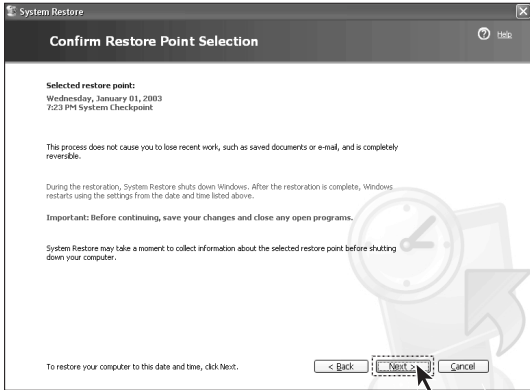 System Restore
Confirm Restore Point Selection
Help
Selected restore point:
Wednesday, January 01, 2003
7:23 PM System Checkpoint
This process does not cause you to lose recent work, such as saved documents or e-mail, and is completely
reversible.
During the restoration, System Restore shuts down Windows. After the restoration is complete, Windows
restarts using the settings from the date and time listed above.
Important: Before continuing, save your changes and close any open programs.
System Restore may take a moment to collect information about the selected restore point before shutting
down your computer.
To restore your computer to this date and time, click Next.
< Back
Next >
Cancel